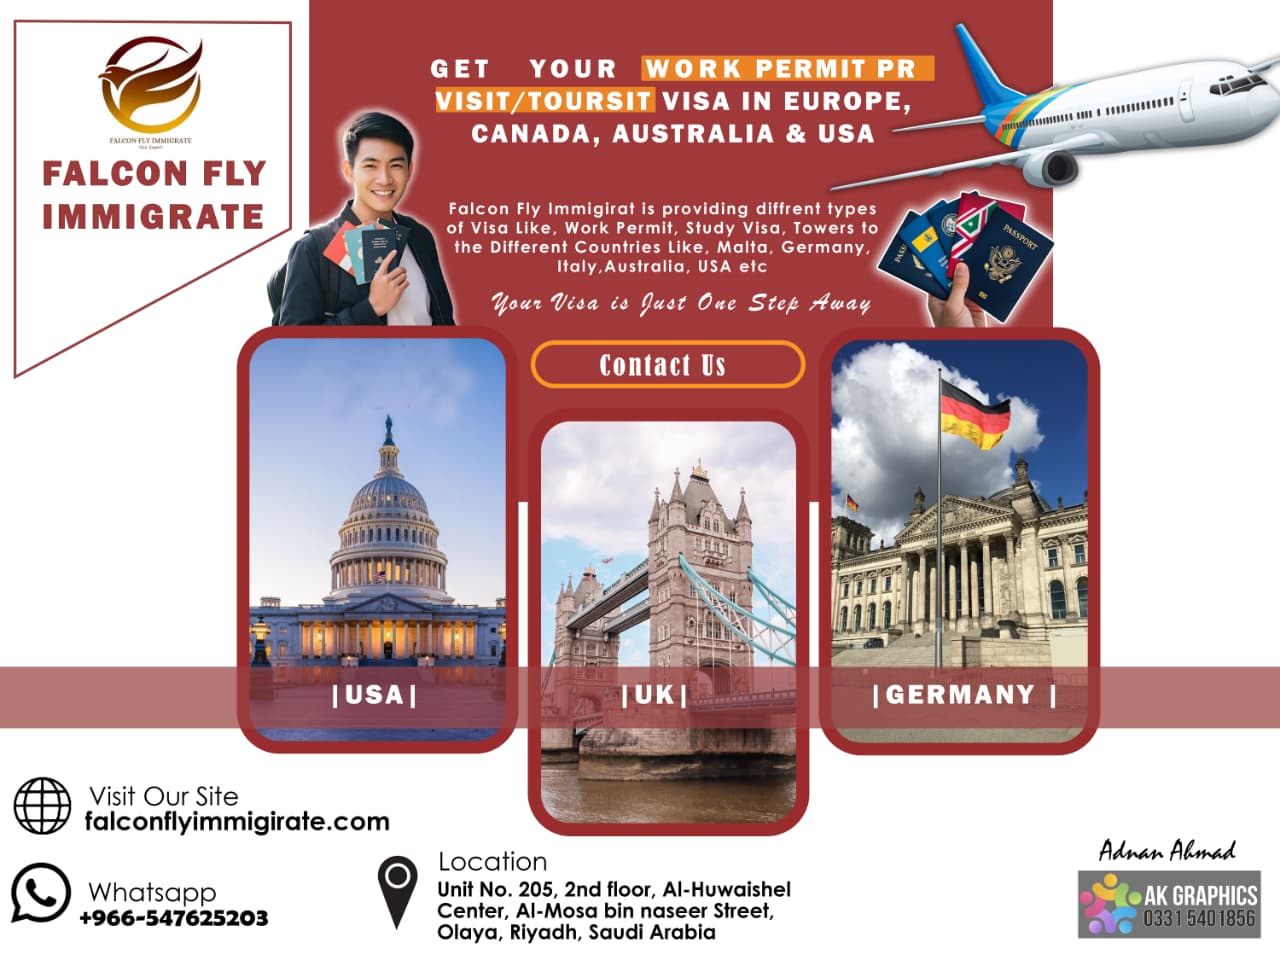 FALCON FLY IMMIGRATE
Visa Expert
FALCON FLY
IMMIGRATE
GET YOUR WORK PERMIT PR
VISIT/TOURSIT VISA IN EUROPE,
CANADA, AUSTRALIA & USA
Falcon Fly Immigirat is providing diffrent types
of Visa Like, Work Permit, Study Visa, Towers to
the Different Countries Like, Malta, Germany,
Italy,Australia, USA etc
Your Visa is Just One Step Away
PASSPORT
Contact Us
|USA|
|UK|
|GERMANY |
Visit Our Site
falconflyimmigirate.com
Whatsapp
+966-547625203
Location
Unit No. 205, 2nd floor, Al-Huwaishel
Center, Al-Mosa bin naseer Street,
Olaya, Riyadh, Saudi Arabia
Adnan Ahmad
AK GRAPHICS
0331 5401856